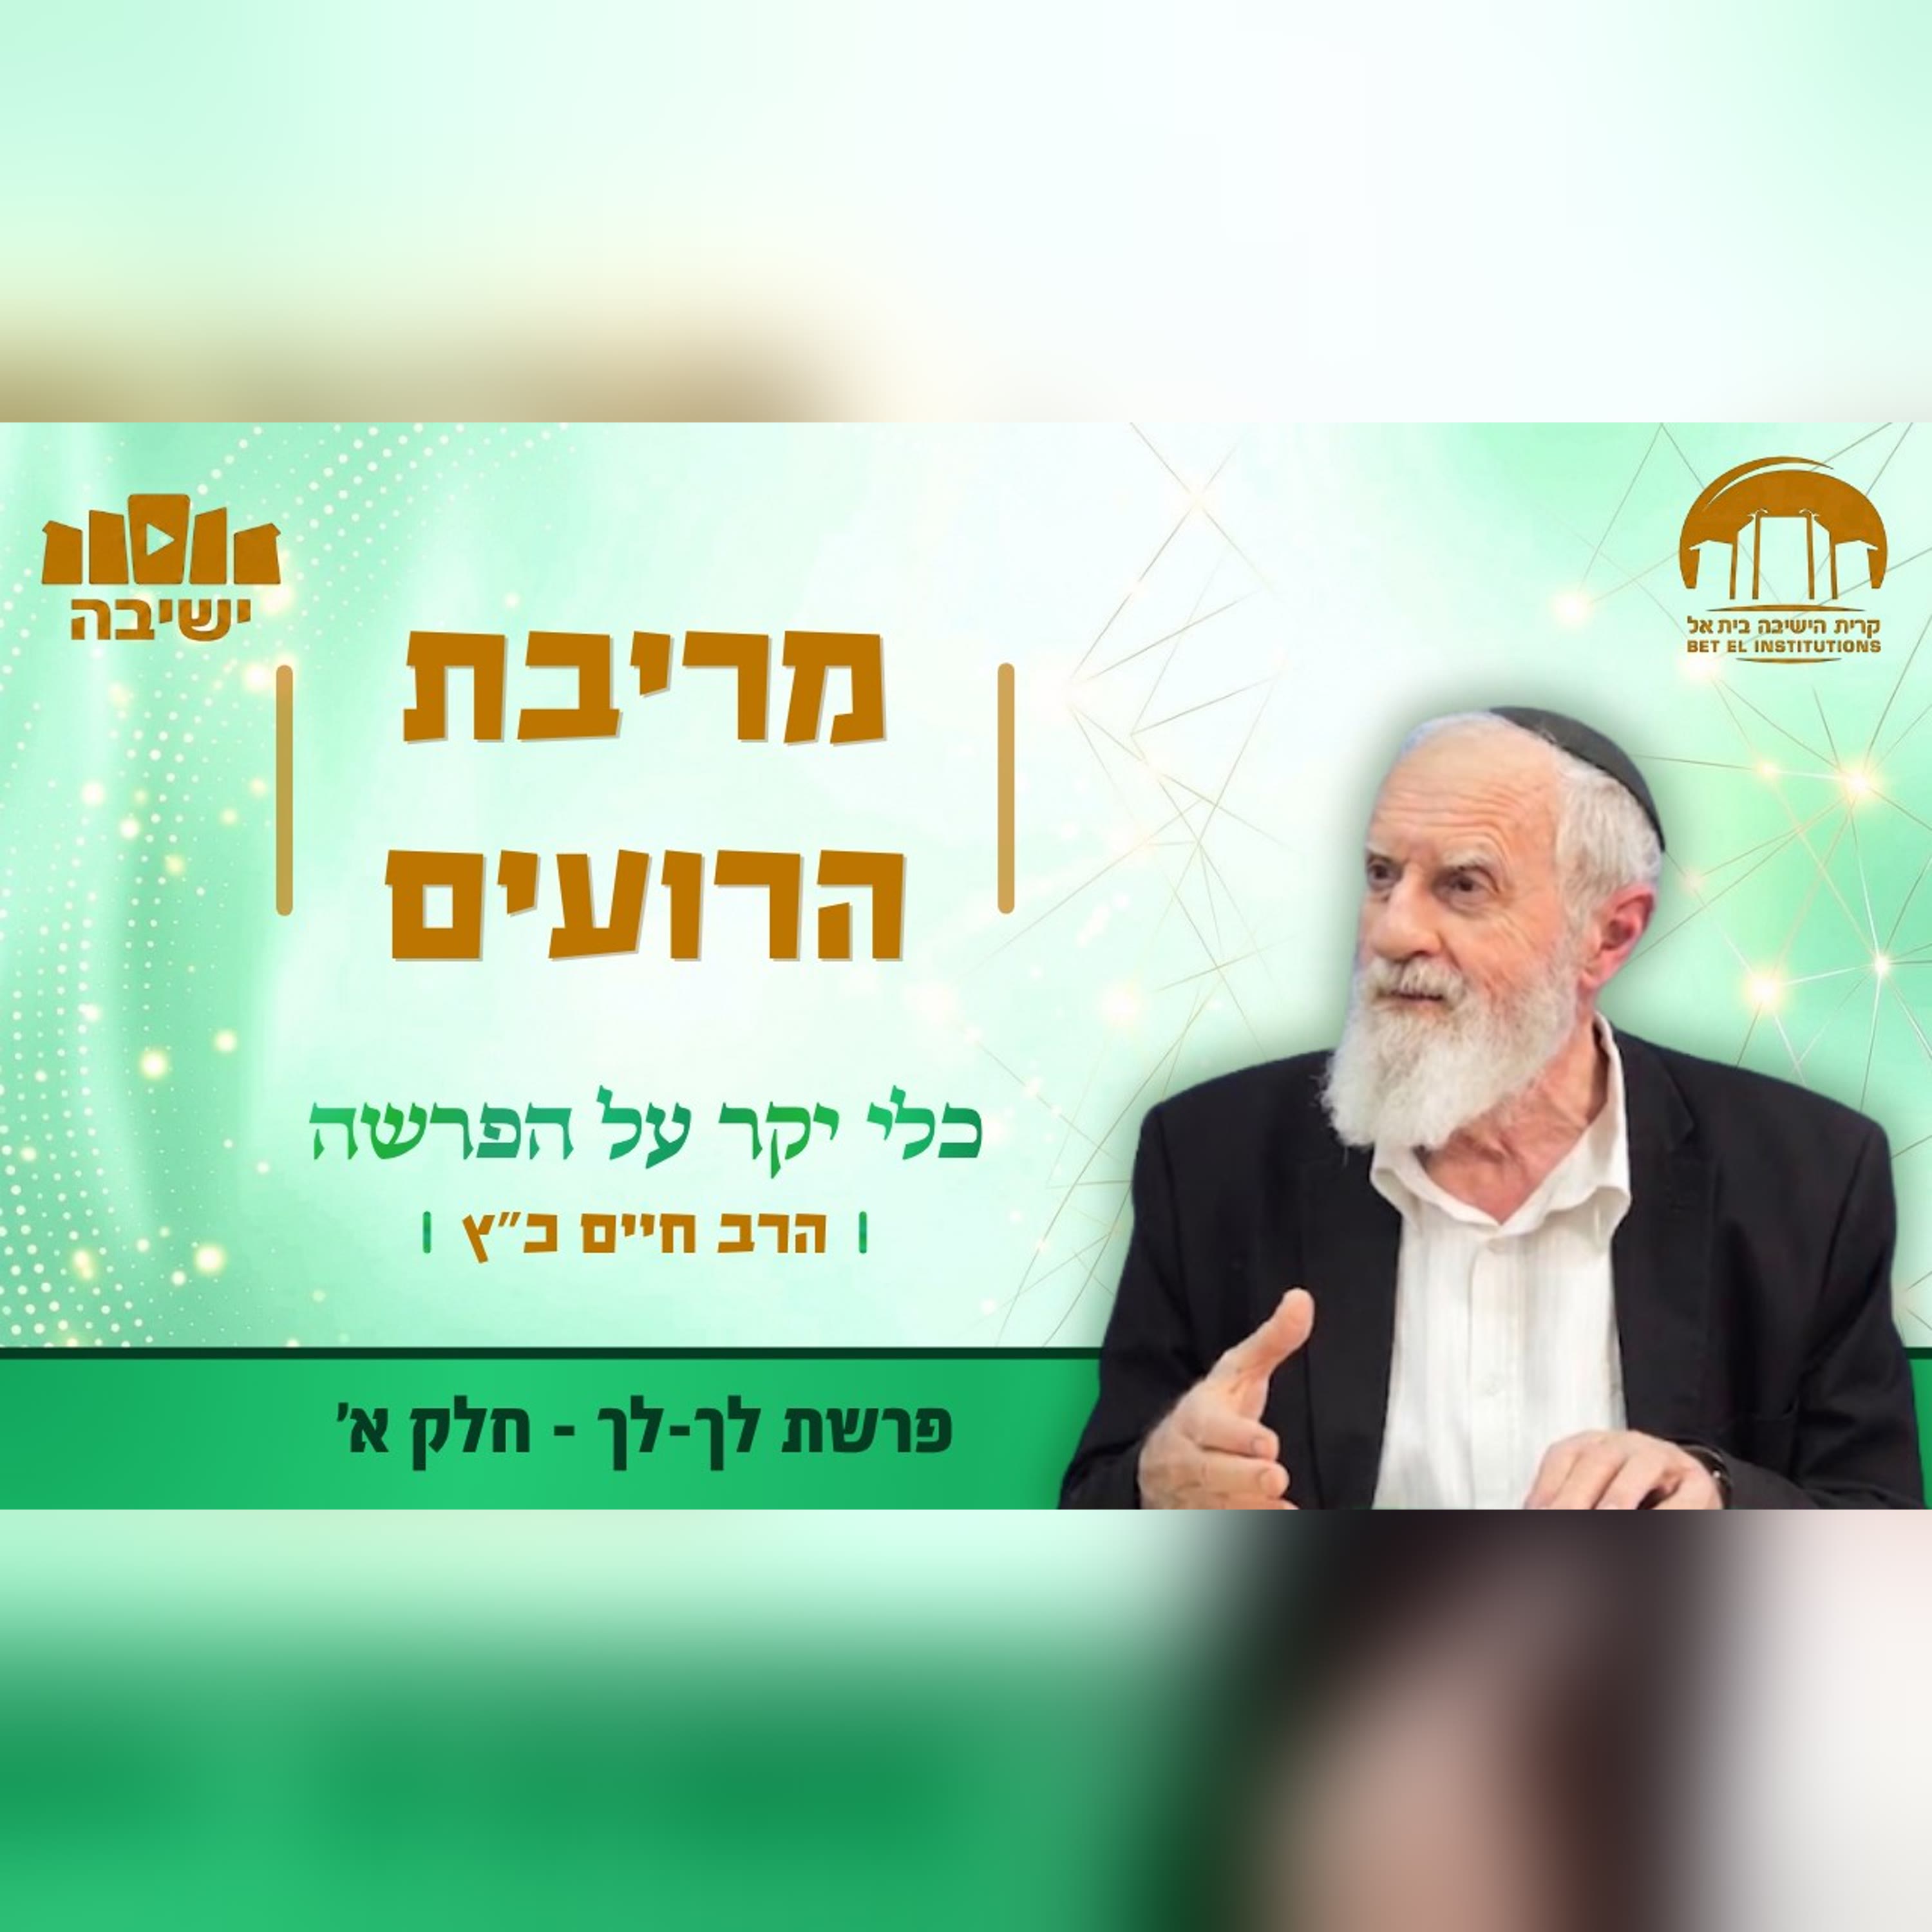 ישיבה
קרית הישיבה בית אל
BET EL INSTITUTIONS
מריבת
הרועים
כלי יקר על הפרשה
הרב חיים כ״ץ
פרשת לך-לך - חלק א׳